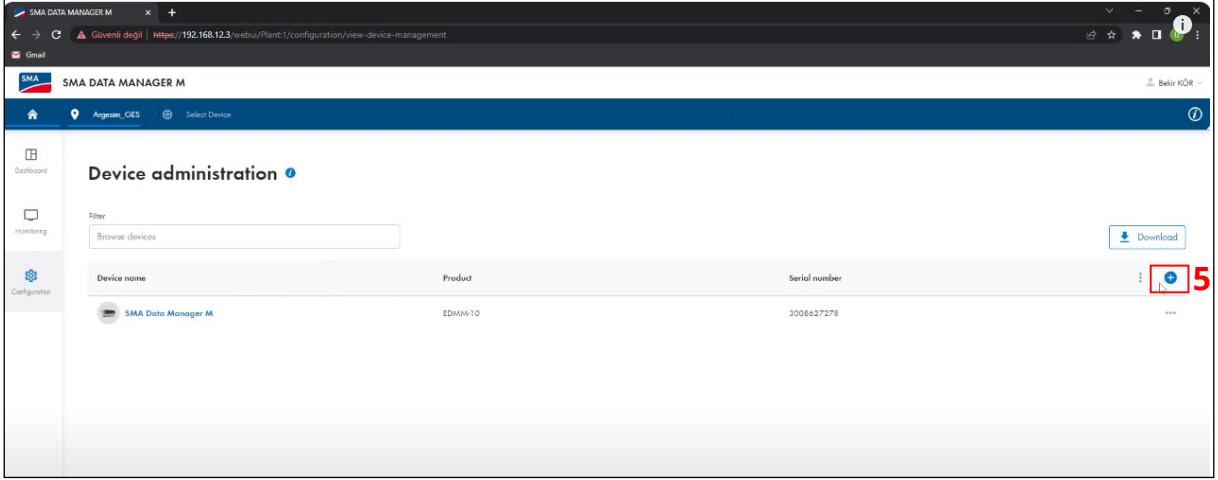 SMA DATA MANAGER M
Güvenli değil https://192.168.12.3/webui/Plant:1/configuration/view-device-management
Gmail
SMA
SMA DATA MANAGER M
Bekir KÖR
Argesim_GES
Select Device
Dashboard
Device administration
Monitoring
Filter
Browse devices
Download
Configuration
Device name Product Serial number
5
SMA Data Manager M EDMM-10 3008627278